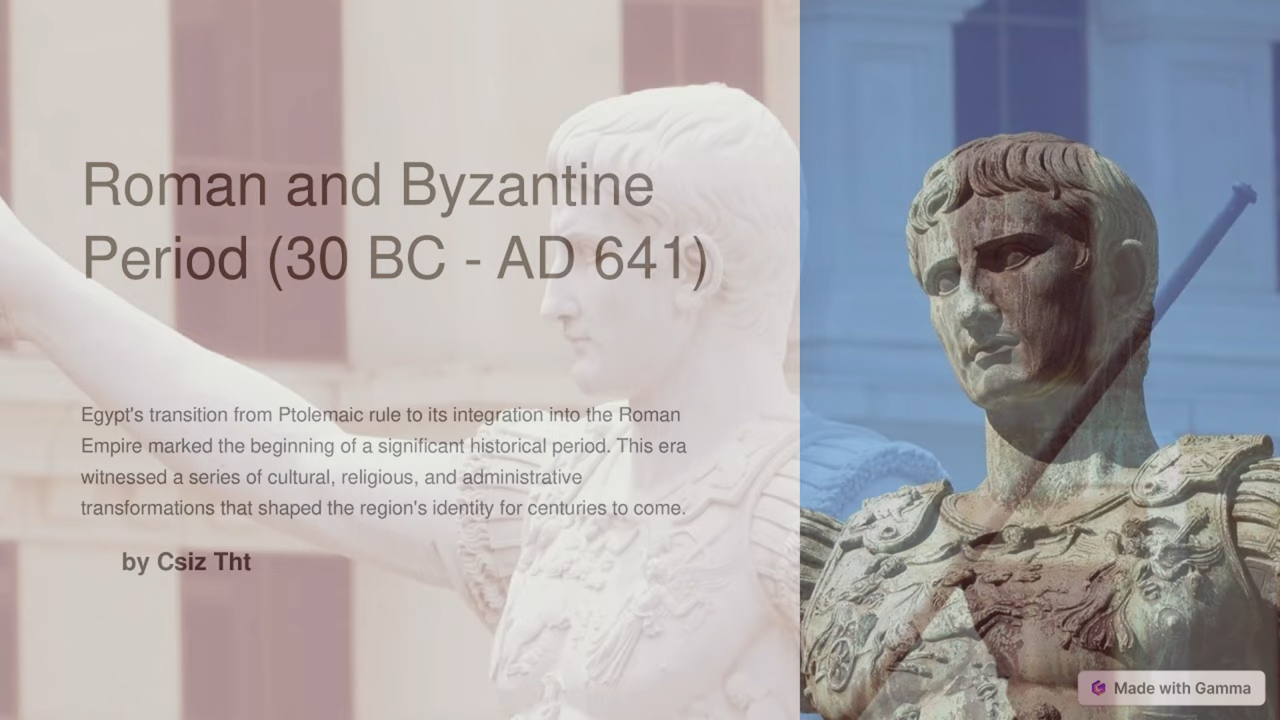 Roman and Byzantine
Period (30 BC - AD 641)
Egypt's transition from Ptolemaic rule to its integration into the Roman
Empire marked the beginning of a significant historical period. This era
witnessed a series of cultural, religious, and administrative
transformations that shaped the region's identity for centuries to come.
by Csiz Tht
Made with Gamma